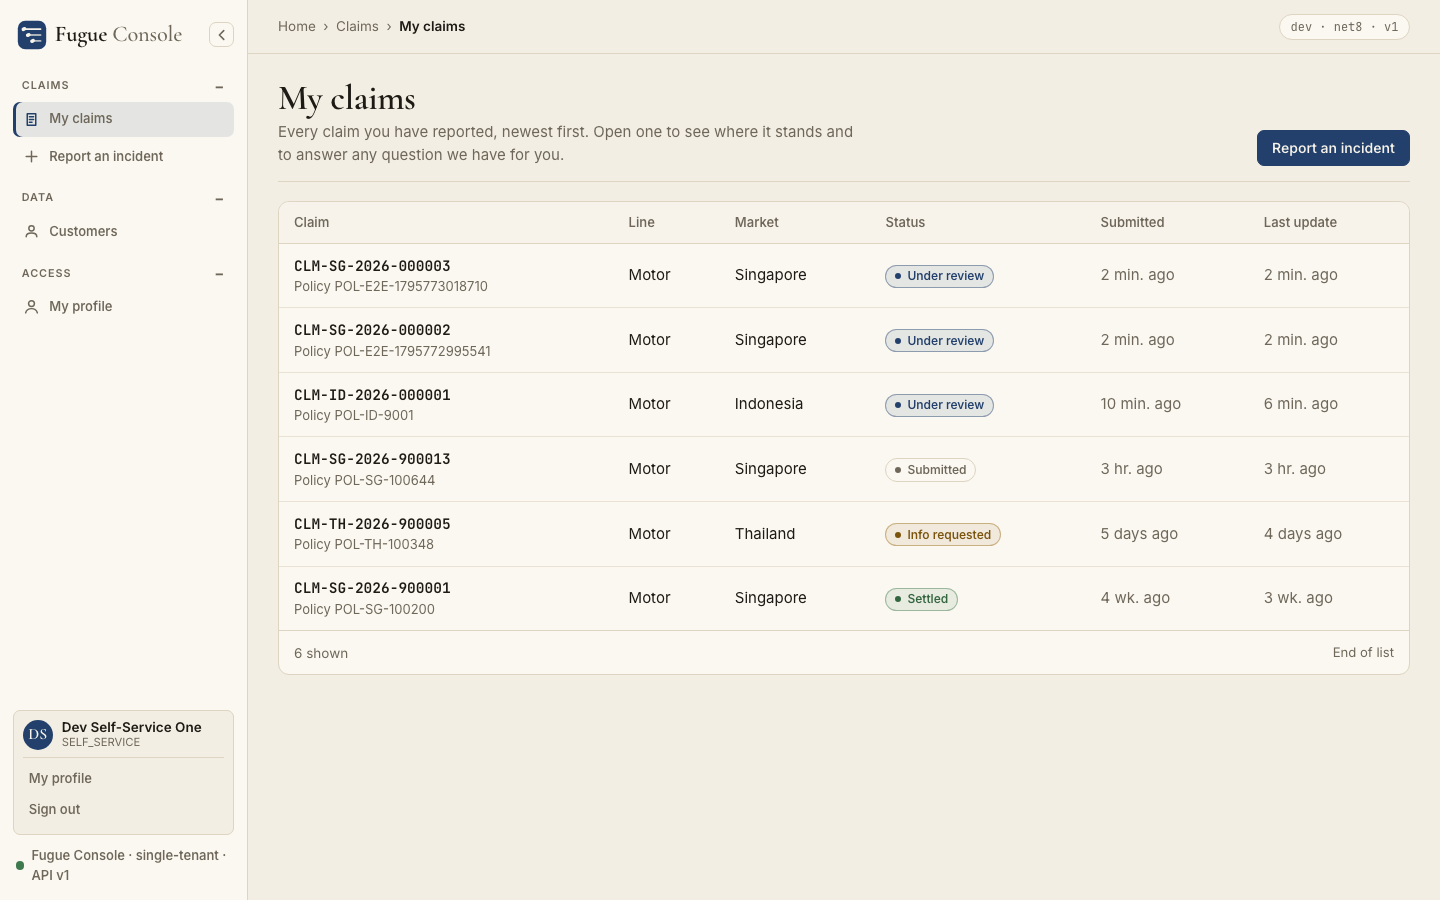 Fugue Console
CLAIMS
My claims
Report an incident
DATA
Customers
ACCESS
My profile
DS
Dev Self-Service One
SELF_SERVICE
My profile
Sign out
Fugue Console · single-tenant ·
API v1
Home › Claims › My claims
dev · net8 · v1
My claims
Every claim you have reported, newest first. Open one to see where it stands and
to answer any question we have for you.
Report an incident
Claim Line Market Status Submitted Last update
CLM-SG-2026-000003
Policy POL-E2E-1795773018710
Motor Singapore Under review 2 min. ago 2 min. ago
CLM-SG-2026-000002
Policy POL-E2E-1795772995541
Motor Singapore Under review 2 min. ago 2 min. ago
CLM-ID-2026-000001
Policy POL-ID-9001
Motor Indonesia Under review 10 min. ago 6 min. ago
CLM-SG-2026-900013
Policy POL-SG-100644
Motor Singapore Submitted 3 hr. ago 3 hr. ago
CLM-TH-2026-900005
Policy POL-TH-100348
Motor Thailand Info requested 5 days ago 4 days ago
CLM-SG-2026-900001
Policy POL-SG-100200
Motor Singapore Settled 4 wk. ago 3 wk. ago
6 shown
End of list